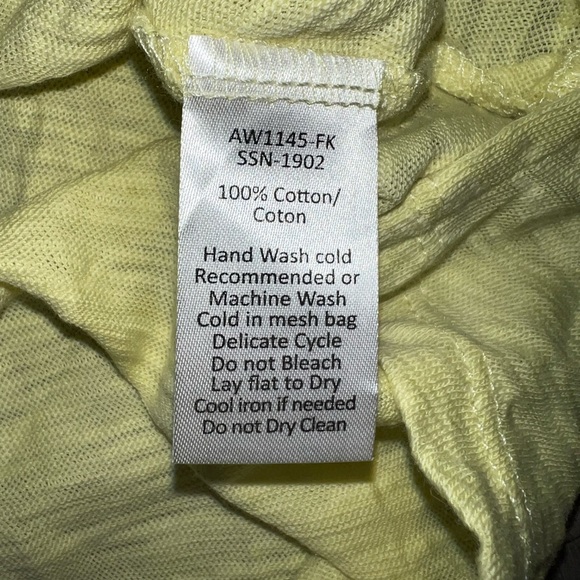 AW1145-FK
SSN-1902
100% Cotton/
Coton
Hand Wash cold
Recommended or
Machine Wash
Cold in mesh bag
Delicate Cycle
Do not Bleach
Lay flat to Dry
Cool iron if needed
Do not Dry Clean